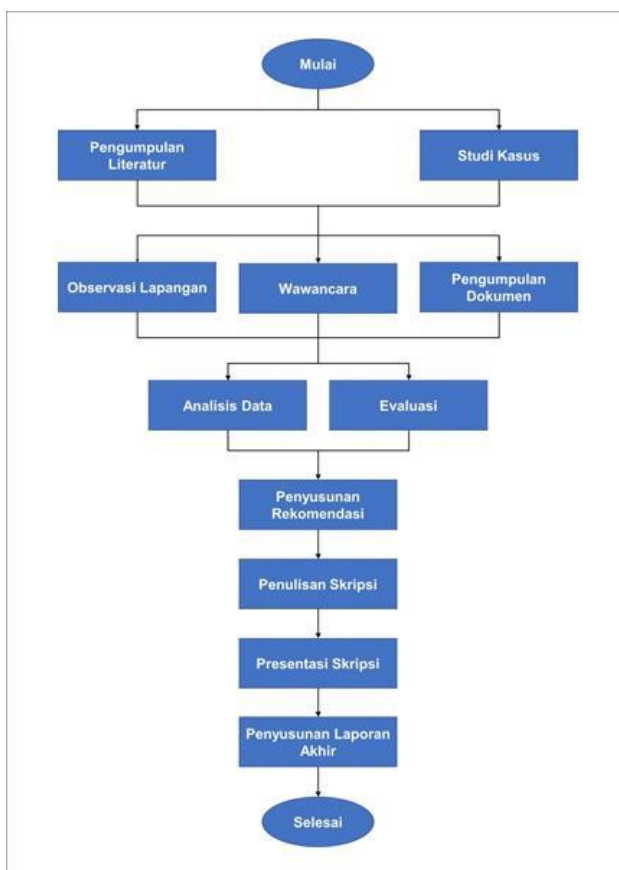 Mulai
Pengumpulan
Literatur
Studi Kasus
Observasi Lapangan
Wawancara
Pengumpulan
Dokumen
Analisis Data
Evaluasi
Penyusunan
Rekomendasi
Penulisan Skripsi
Presentasi Skripsi
Penyusunan Laporan
Akhir
Selesai